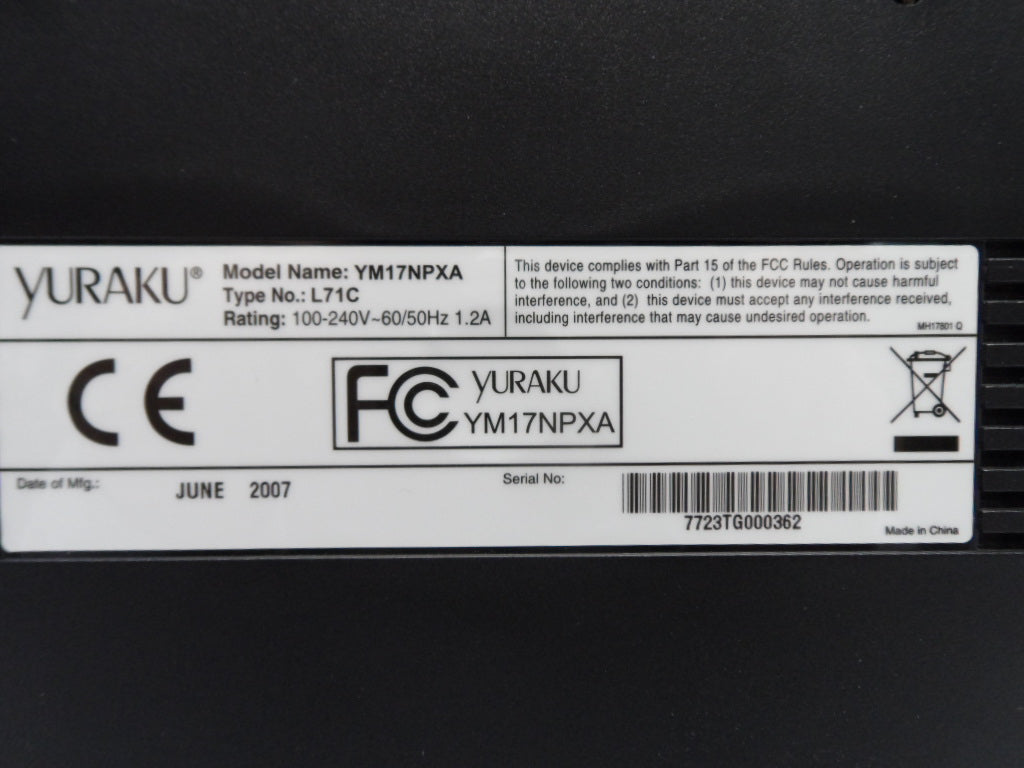 YURAKU®
Model Name: YM17NPXA
Type No.: L71C
Rating: 100-240V~60/50Hz 1.2A
This device complies with Part 15 of the FCC Rules. Operation is subject
to the following two conditions: (1) this device may not cause harmful
interference, and (2) this device must accept any interference received,
including interference that may cause undesired operation.
MH17801 Q
CE
FC YURAKU
YM17NPXA
Date of Mfg.: JUNE 2007
Serial No:
7723TG000362
Made in China